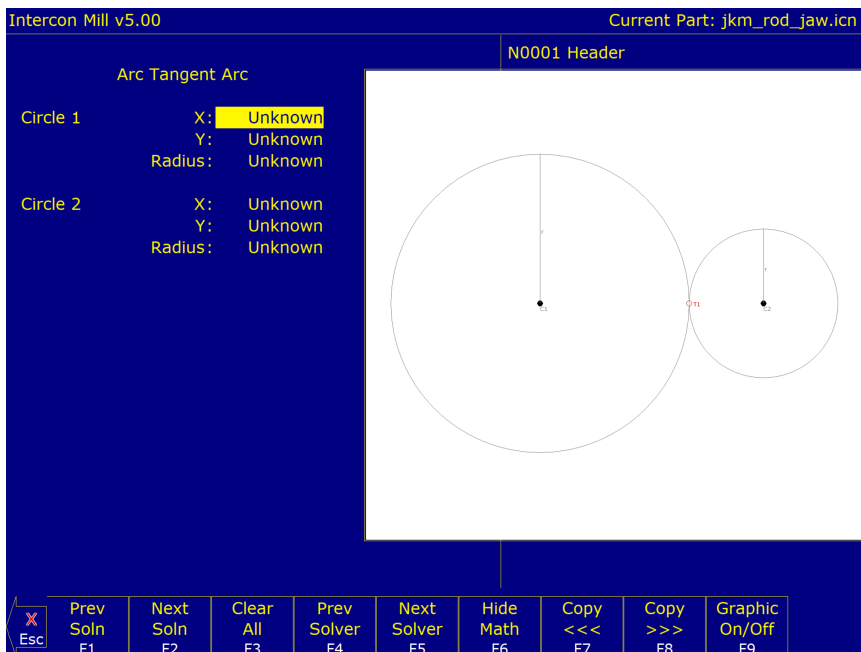 Intercon Mill v5.00 Current Part: jkm_rod_jaw.icn
N0001 Header
Arc Tangent Arc
Circle 1 X: Unknown
Y: Unknown
Radius: Unknown
Circle 2 X: Unknown
Y: Unknown
Radius: Unknown
r
r
C1
T1
C2
X
Esc
Prev
Soln
F1
Next
Soln
F2
Clear
All
F3
Prev
Solver
F4
Next
Solver
F5
Hide
Math
F6
Copy
<<<
F7
Copy
>>>
F8
Graphic
On/Off
F9